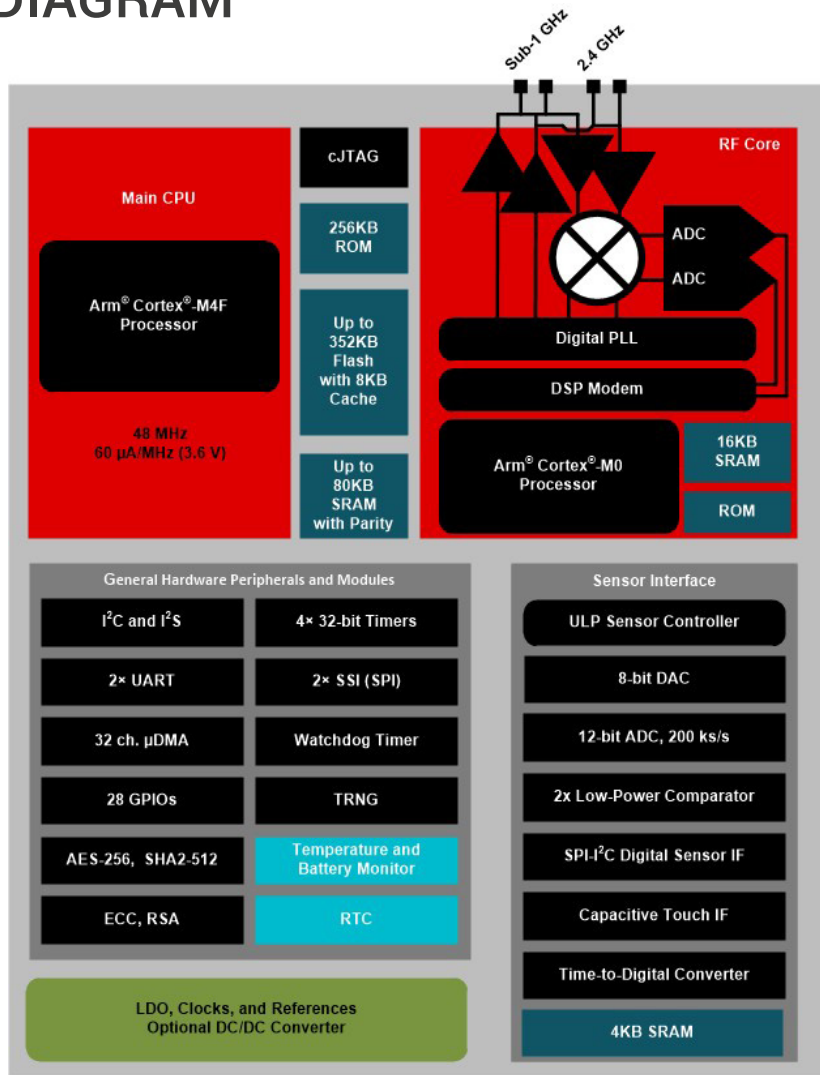 DIAGRAM
Sub-1 GHz
2.4 GHz
Main CPU
Arm® Cortex®-M4F
Processor
48 MHz
60 µA/MHz (3.6 V)
cJTAG
256KB
ROM
Up to
352KB
Flash
with 8KB
Cache
Up to
80KB
SRAM
with Parity
RF Core
ADC
ADC
Digital PLL
DSP Modem
Arm® Cortex®-M0
Processor
16KB
SRAM
ROM
General Hardware Peripherals and Modules
I²C and I²S
4× 32-bit Timers
2× UART
2× SSI (SPI)
32 ch. µDMA
Watchdog Timer
28 GPIOs
TRNG
AES-256, SHA2-512
Temperature and
Battery Monitor
ECC, RSA
RTC
LDO, Clocks, and References
Optional DC/DC Converter
Sensor Interface
ULP Sensor Controller
8-bit DAC
12-bit ADC, 200 ks/s
2x Low-Power Comparator
SPI-I²C Digital Sensor IF
Capacitive Touch IF
Time-to-Digital Converter
4KB SRAM